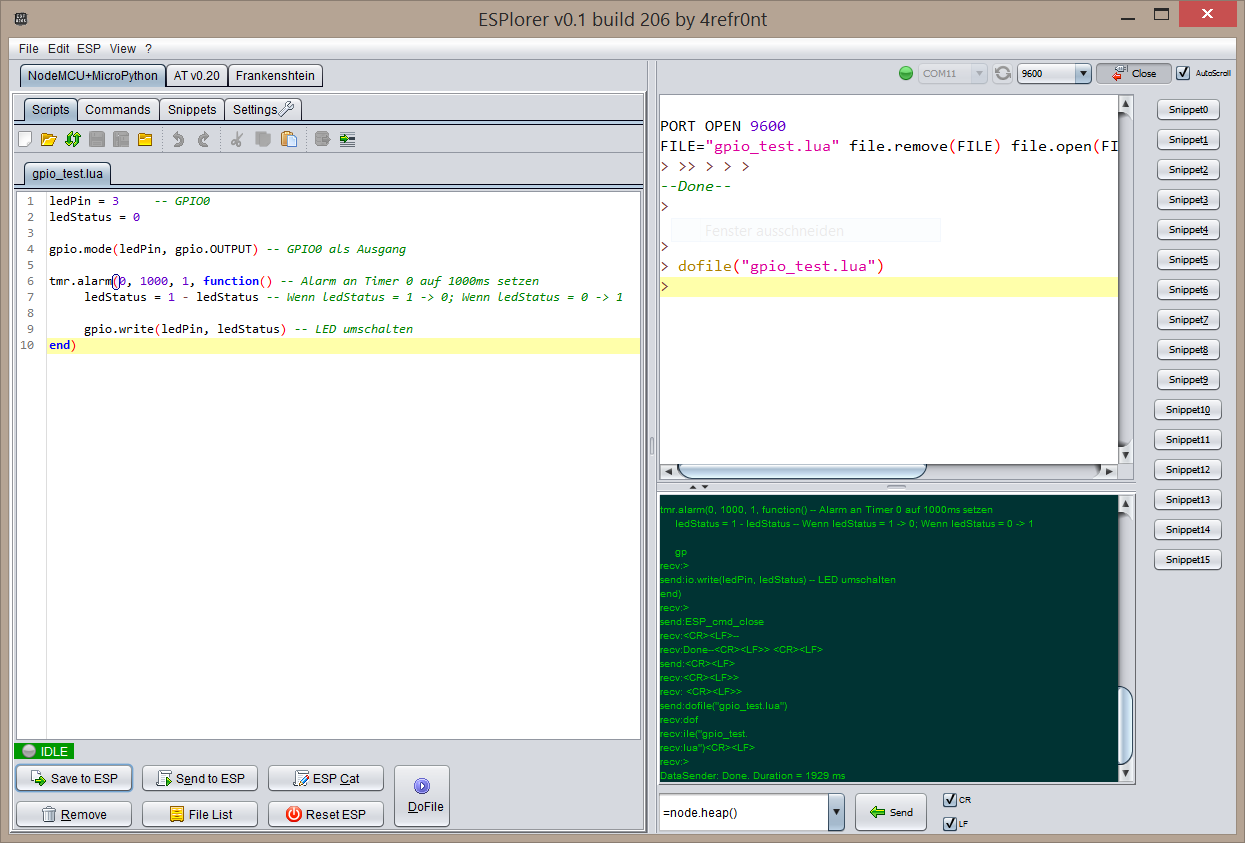 ESPlorer v0.1 build 206 by 4refr0nt
File Edit ESP View ?
NodeMCU+MicroPython AT v0.20 Frankenshtein
Scripts Commands Snippets Settings
gpio_test.lua
1 ledPin = 3 -- GPIO0
2 ledStatus = 0
3
4 gpio.mode(ledPin, gpio.OUTPUT) -- GPIO0 als Ausgang
5
6 tmr.alarm(0, 1000, 1, function() -- Alarm an Timer 0 auf 1000ms setzen
7 ledStatus = 1 - ledStatus -- Wenn ledStatus = 1 -> 0; Wenn ledStatus = 0 -> 1
8
9 gpio.write(ledPin, ledStatus) -- LED umschalten
10 end)
IDLE
Save to ESP Send to ESP ESP Cat
DoFile
Remove File List Reset ESP
COM11 9600 Close AutoScroll
PORT OPEN 9600
FILE="gpio_test.lua" file.remove(FILE) file.open(FI
> >> > > >
--Done--
>
Fenster ausschneiden
>
> dofile("gpio_test.lua")
>
tmr.alarm(0, 1000, 1, function() -- Alarm an Timer 0 auf 1000ms setzen
ledStatus = 1 - ledStatus -- Wenn ledStatus = 1 -> 0; Wenn ledStatus = 0 -> 1
gp
recv:>
send:io.write(ledPin, ledStatus) -- LED umschalten
end)
recv:>
send:ESP_cmd_close
recv:<CR><LF>--
recv:Done--<CR><LF>> <CR><LF>
send:<CR><LF>
recv:<CR><LF>>
recv: <CR><LF>>
send:dofile("gpio_test.lua")
recv:dof
recv:ile("gpio_test.
recv:lua")<CR><LF>
recv:>
DataSender: Done. Duration = 1929 ms
=node.heap() Send CR
LF
Snippet0
Snippet1
Snippet2
Snippet3
Snippet4
Snippet5
Snippet6
Snippet7
Snippet8
Snippet9
Snippet10
Snippet11
Snippet12
Snippet13
Snippet14
Snippet15